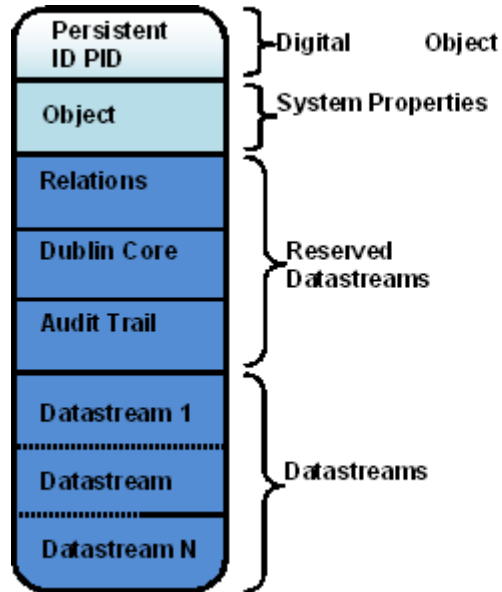 Persistent
ID PID
Digital Object
Object
System Properties
Relations
Dublin Core
Audit Trail
Reserved
Datastreams
Datastream 1
Datastream
Datastream N
Datastreams